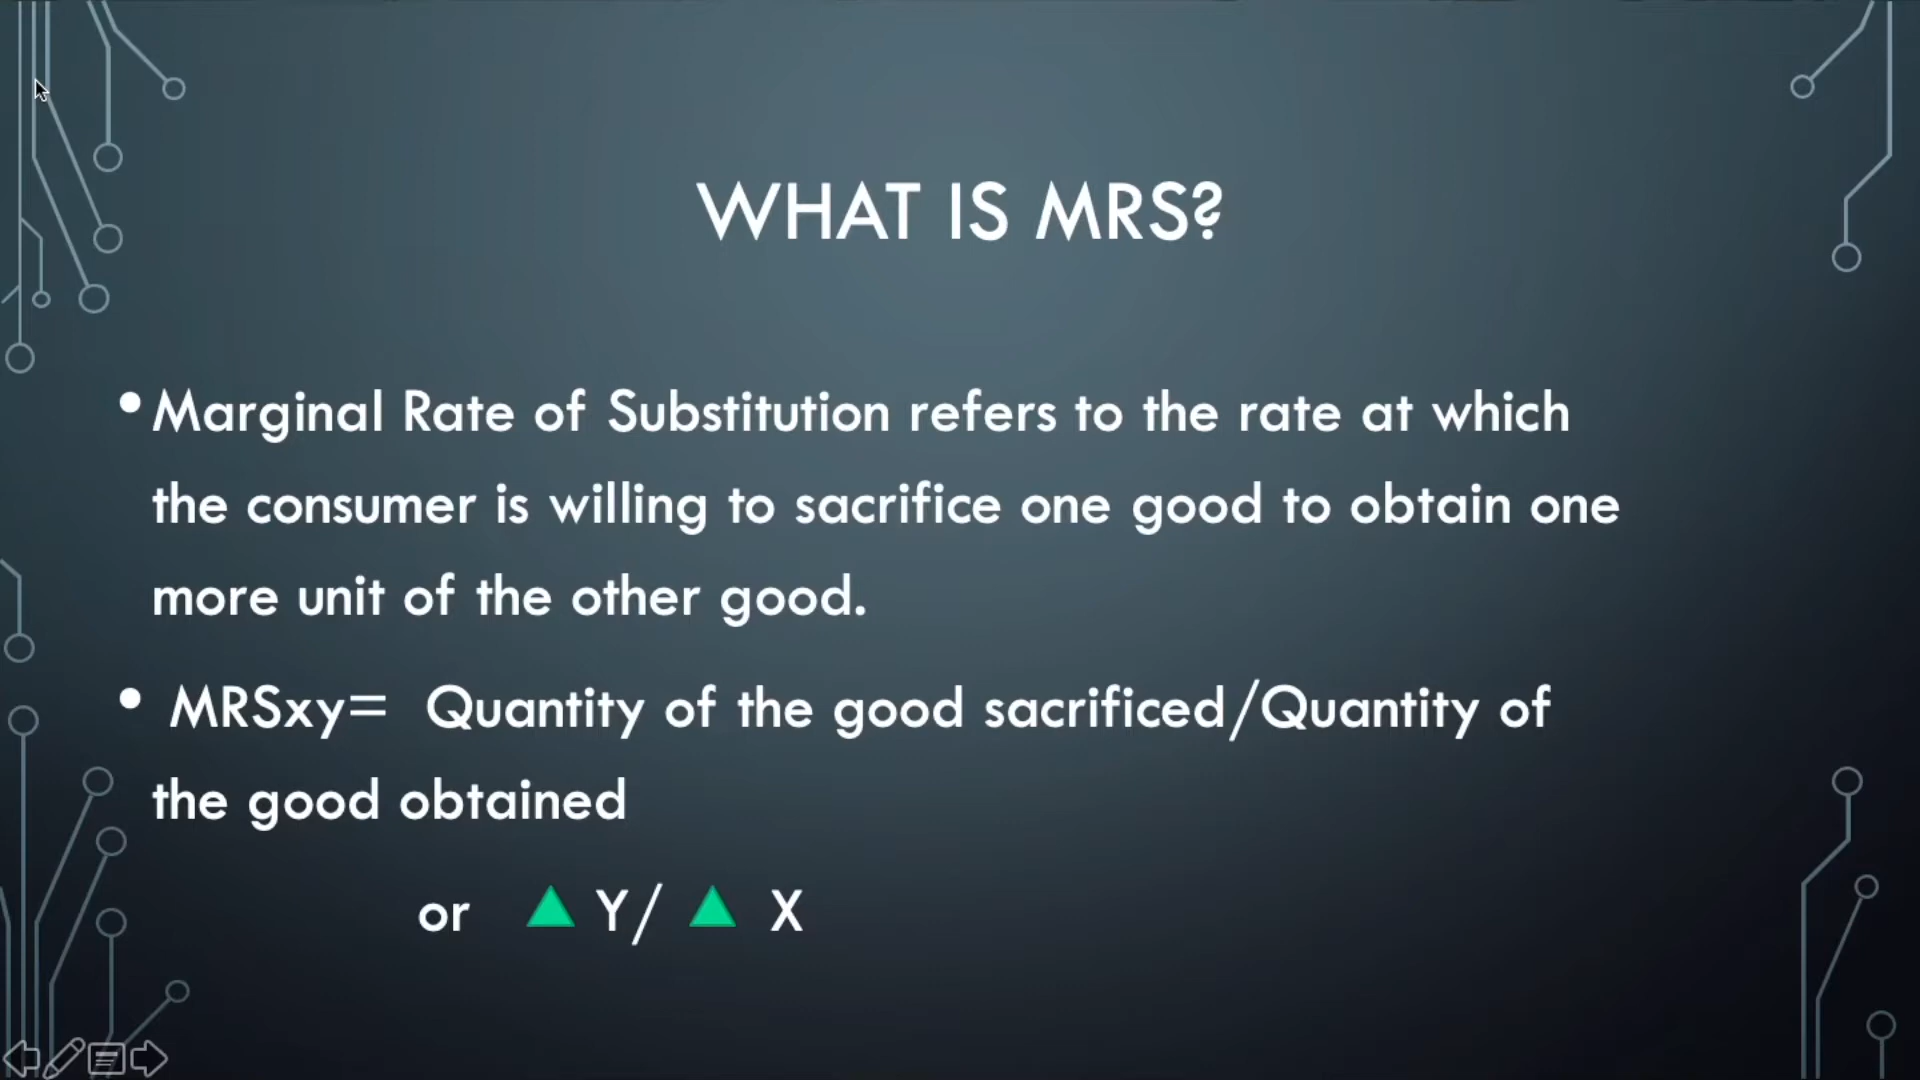 WHAT IS MRS?
• Marginal Rate of Substitution refers to the rate at which
the consumer is willing to sacrifice one good to obtain one
more unit of the other good.
• MRSxy= Quantity of the good sacrificed/Quantity of
the good obtained
or ▲ Y/ ▲ X